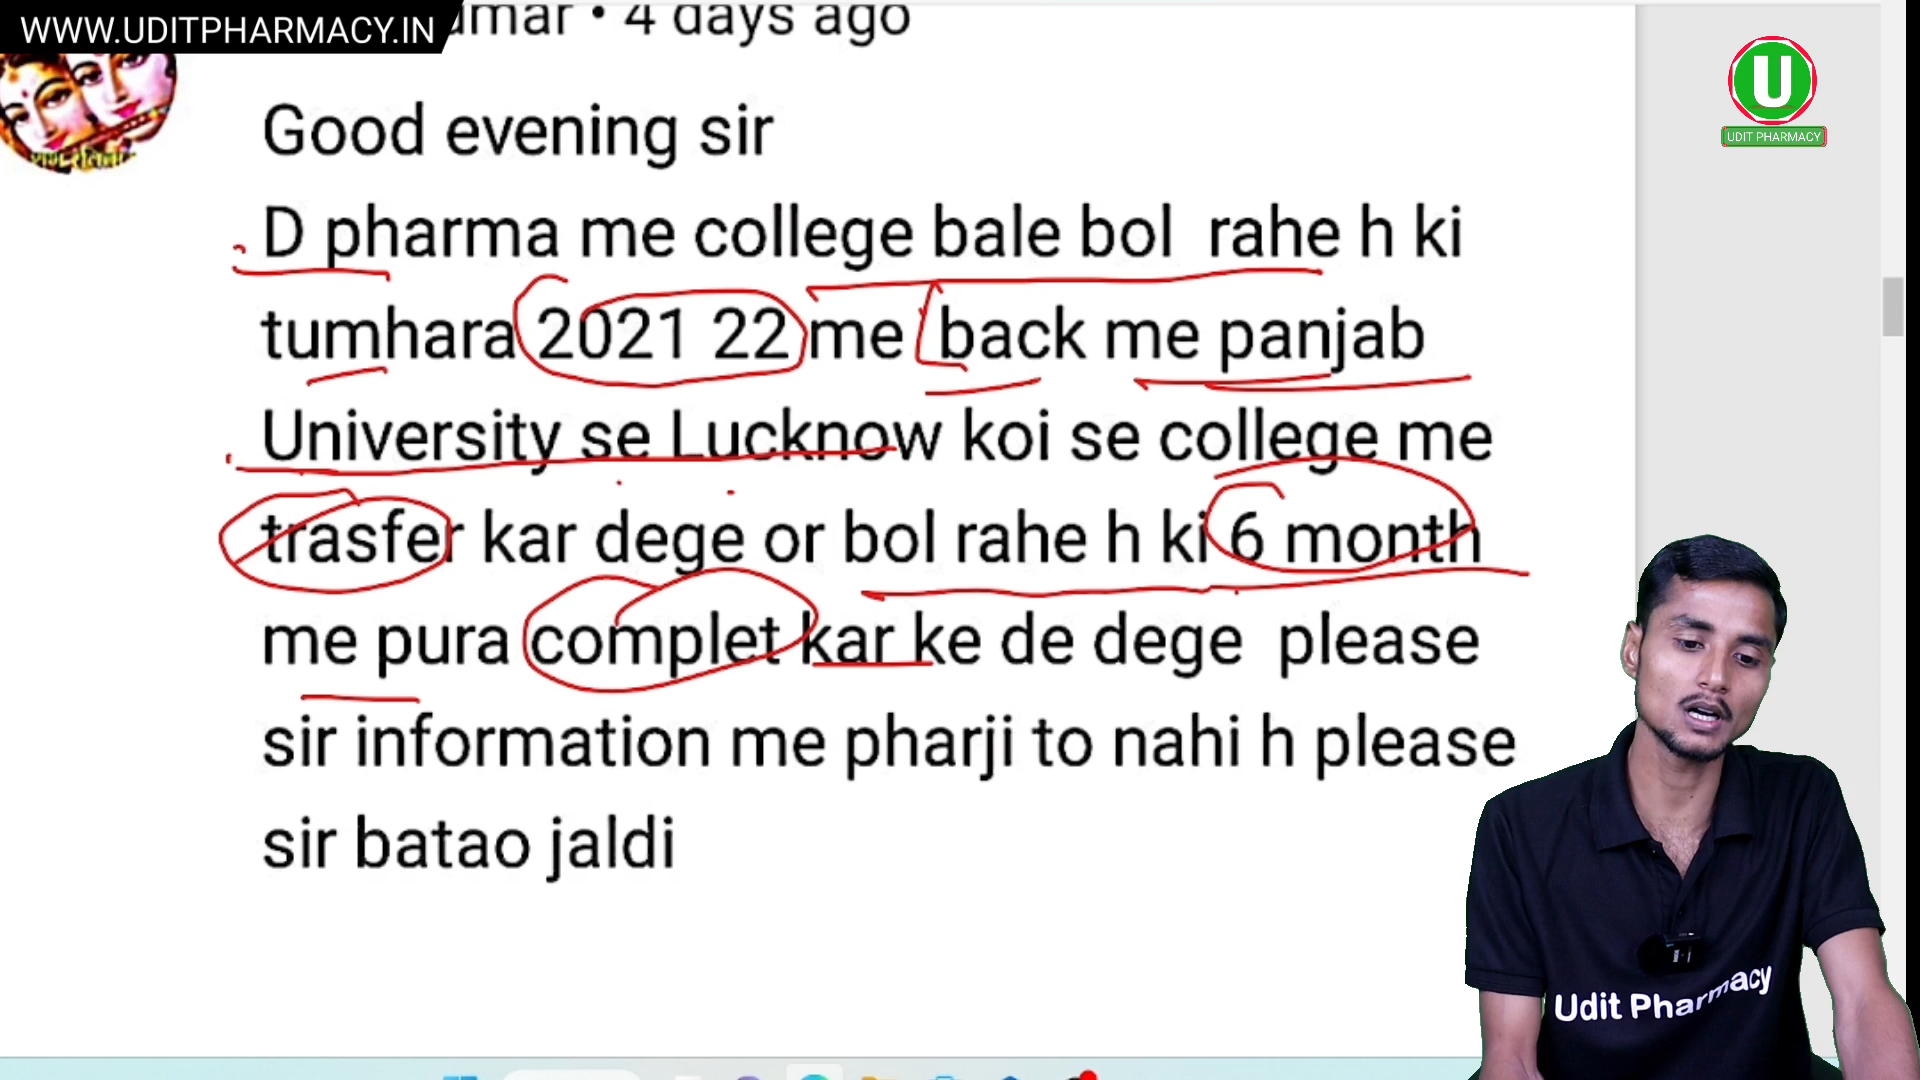 WWW.UDITPHARMACY.IN
4 days ago
U
UDIT PHARMACY
Good evening sir
D pharma me college bale bol rahe h ki
tumhara 2021 22 me back me panjab
University se Lucknow koi se college me
trasfer kar dege or bol rahe h ki 6 month
me pura complet kar ke de dege please
sir information me pharji to nahi h please
sir batao jaldi
Udit Pharmacy